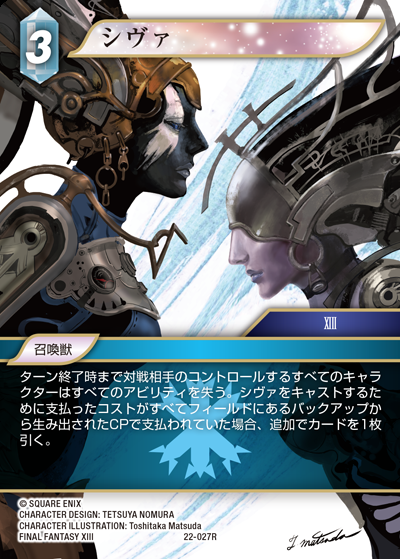 3
シヴァ
XIII
召喚獣
ターン終了時まで対戦相手のコントロールするすべてのキャラ
クターはすべてのアビリティを失う。シヴァをキャストするた
めに支払ったコストがすべてフィールドにあるバックアップから
生み出されたCPで支払われていた場合、追加でカードを1枚
引く。
© SQUARE ENIX
CHARACTER DESIGN: TETSUYA NOMURA
CHARACTER ILLUSTRATION: Toshitaka Matsuda
FINAL FANTASY XIII
22-027R
T. matsuda